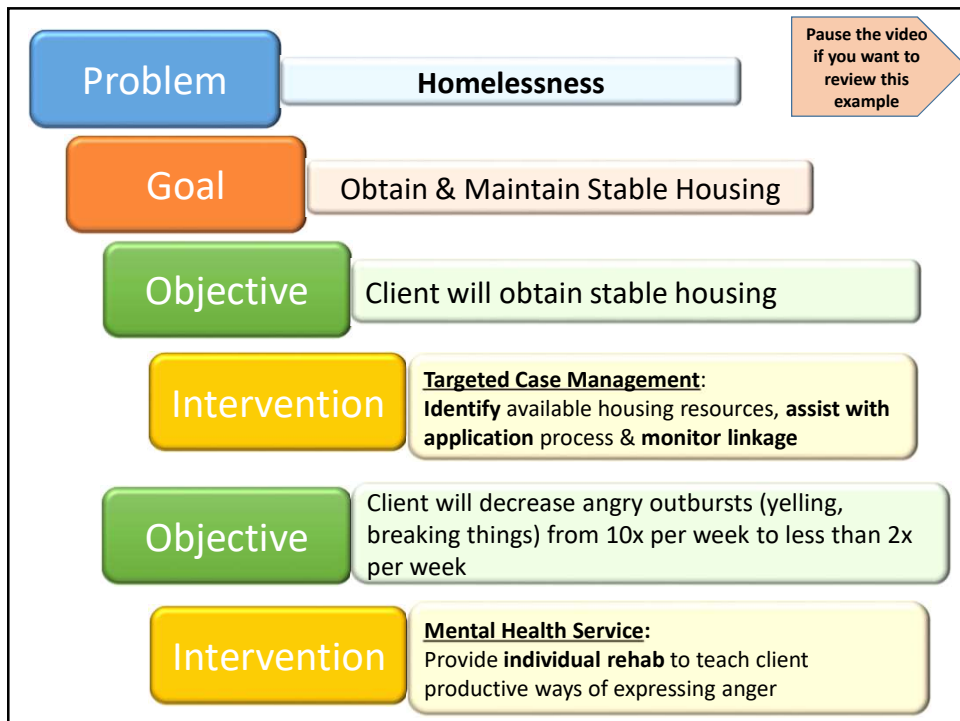 Problem
Homelessness
Pause the video
if you want to
review this
example
Goal
Obtain & Maintain Stable Housing
Objective
Client will obtain stable housing
Intervention
Targeted Case Management:
Identify available housing resources, assist with
application process & monitor linkage
Objective
Client will decrease angry outbursts (yelling,
breaking things) from 10x per week to less than 2x
per week
Intervention
Mental Health Service:
Provide individual rehab to teach client
productive ways of expressing anger